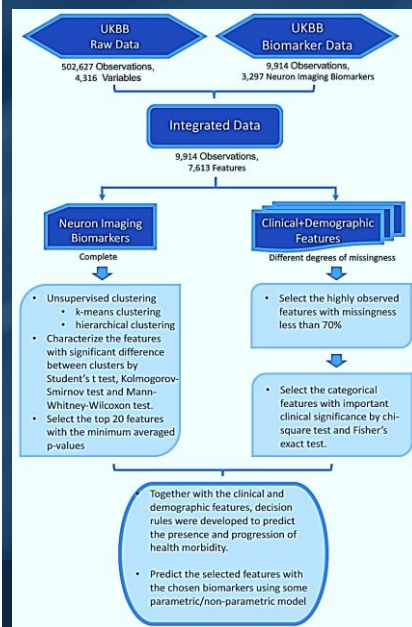 UKBB
Raw Data
UKBB
Biomarker Data
502,627 Observations,
4,316 Variables
9,914 Observations,
3,297 Neuron Imaging Biomarkers
Integrated Data
9,914 Observations,
7,613 Features
Neuron Imaging
Biomarkers
Complete
• Unsupervised clustering
• k-means clustering
• hierarchical clustering
• Characterize the features
with significant difference
between clusters by
Student's t test, Kolmogorov-
Smirnov test and Mann-
Whitney-Wilcoxon test.
• Select the top 20 features
with the minimum averaged
p-values
Clinical+Demographic
Features
Different degrees of missingness
• Select the highly observed
features with missingness
less than 70%
• Select the categorical
features with important
clinical significance by chi-
square test and Fisher's
exact test.
• Together with the clinical and
demographic features, decision
rules were developed to predict
the presence and progression of
health morbidity.
• Predict the selected features with
the chosen biomarkers using some
parametric/non-parametric model